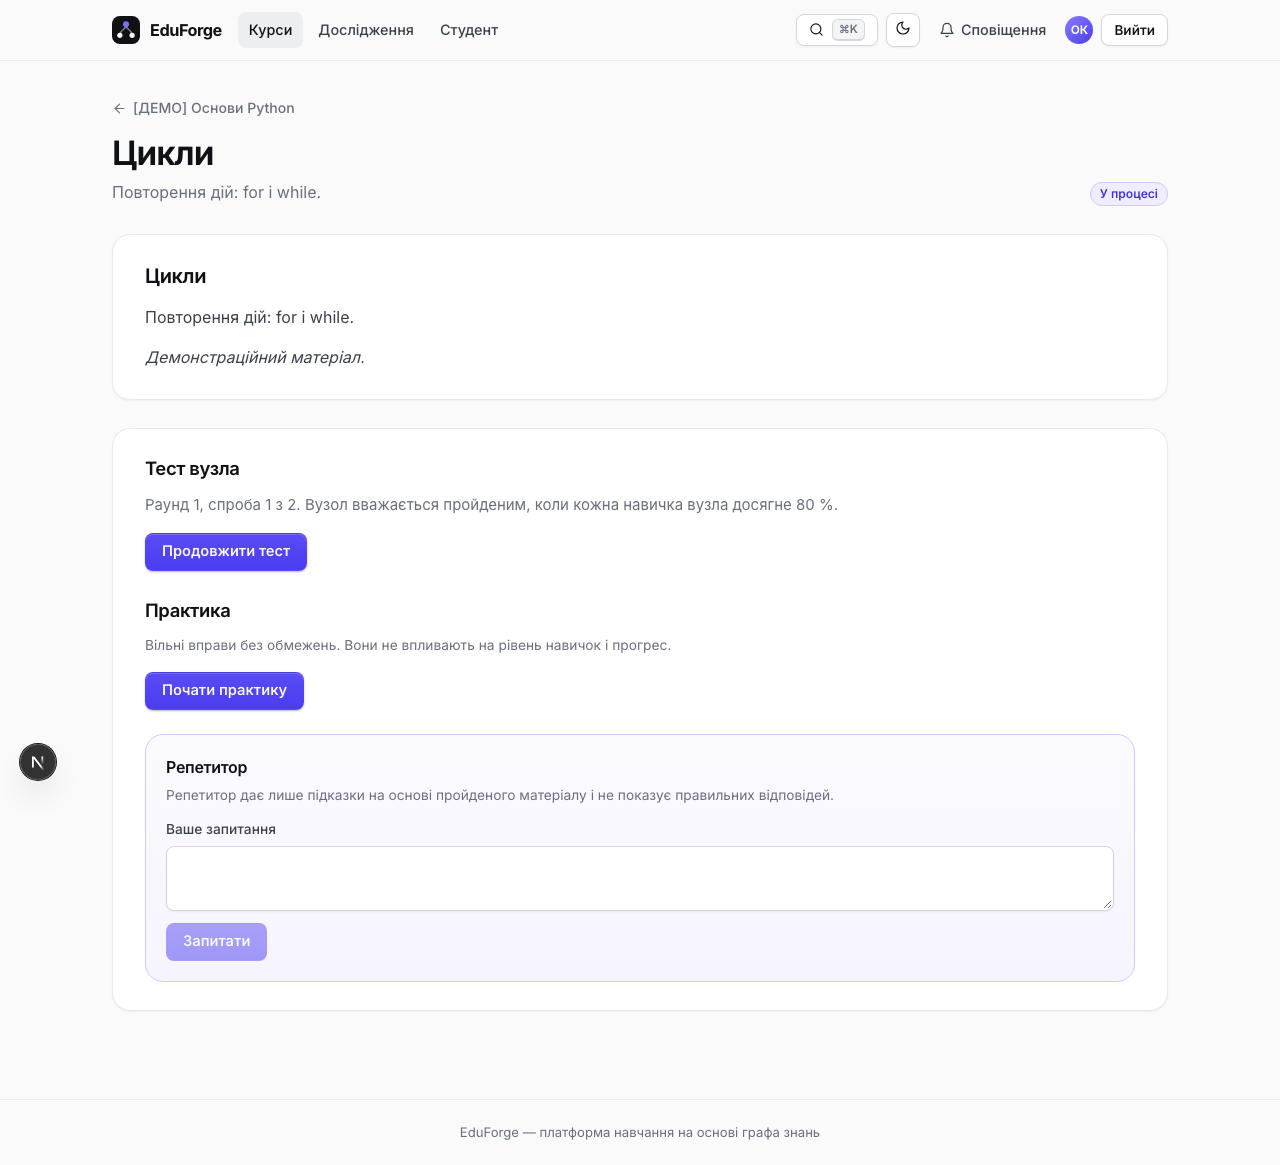 EduForge
Курси
Дослідження
Студент
⌘K
Сповіщення
ОК
Вийти
← [ДЕМО] Основи Python
Цикли
Повторення дій: for і while.
У процесі
Цикли
Повторення дій: for і while.
Демонстраційний матеріал.
Тест вузла
Раунд 1, спроба 1 з 2. Вузол вважається пройденим, коли кожна навичка вузла досягне 80 %.
Продовжити тест
Практика
Вільні вправи без обмежень. Вони не впливають на рівень навичок і прогрес.
Почати практику
N
Репетитор
Репетитор дає лише підказки на основі пройденого матеріалу і не показує правильних відповідей.
Ваше запитання
Запитати
EduForge — платформа навчання на основі графа знань